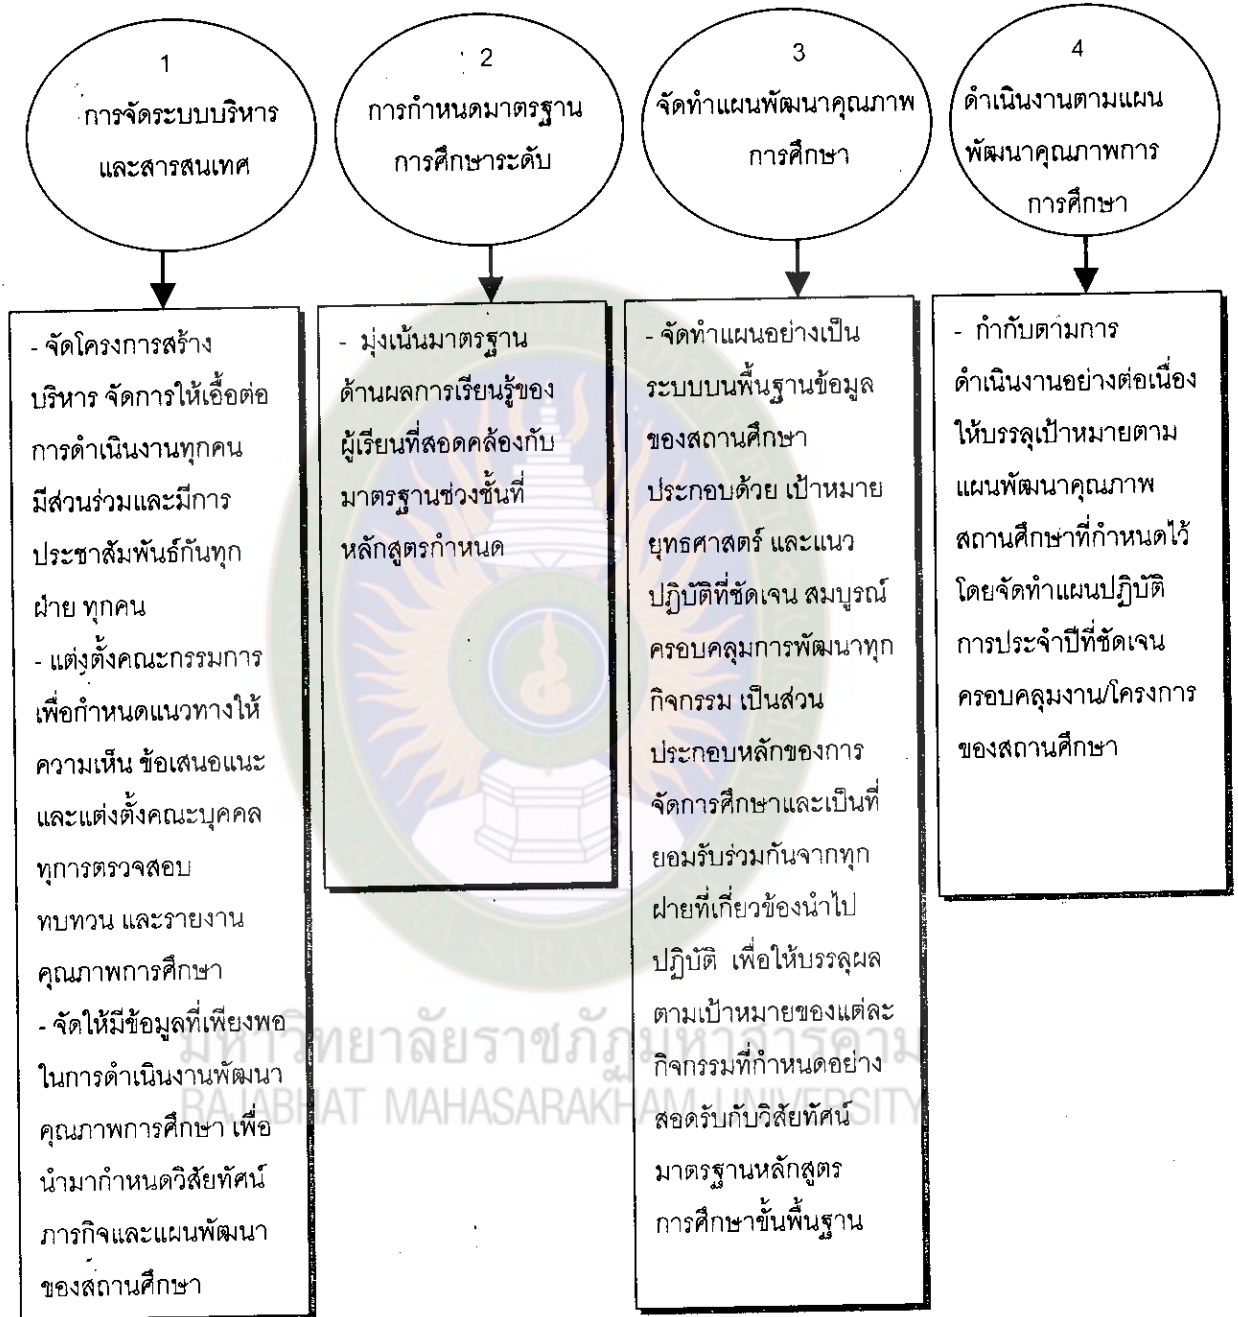 1
การจัดระบบบริหาร
และสารสนเทศ
2
การกำหนดมาตรฐาน
การศึกษาระดับ
3
จัดทำแผนพัฒนาคุณภาพ
การศึกษา
4
ดำเนินงานตามแผน
พัฒนาคุณภาพการ
การศึกษา
- จัดโครงการสร้าง
บริหาร จัดการให้เอื้อต่อ
การดำเนินงานทุกคน
มีส่วนร่วมและมีการ
ประชาสัมพันธ์กันทุก
ฝ่าย ทุกคน
- แต่งตั้งคณะกรรมการ
เพื่อกำหนดแนวทางให้
ความเห็น ข้อเสนอแนะ
และแต่งตั้งคณะบุคคล
ทุการตรวจสอบ
ทบทวน และรายงาน
คุณภาพการศึกษา
- จัดให้มีข้อมูลที่เพียงพอ
ในการดำเนินงานพัฒนา
คุณภาพการศึกษา เพื่อ
นำมากำหนดวิสัยทัศน์
ภารกิจและแผนพัฒนา
ของสถานศึกษา
- มุ่งเน้นมาตรฐาน
ด้านผลการเรียนรู้ของ
ผู้เรียนที่สอดคล้องกับ
มาตรฐานช่วงชั้นที่
หลักสูตรกำหนด
- จัดทำแผนอย่างเป็น
ระบบบนพื้นฐานข้อมูล
ของสถานศึกษา
ประกอบด้วย เป้าหมาย
ยุทธศาสตร์ และแนว
ปฏิบัติที่ชัดเจน สมบูรณ์
ครอบคลุมการพัฒนาทุก
กิจกรรม เป็นส่วน
ประกอบหลักของการ
จัดการศึกษาและเป็นที่
ยอมรับร่วมกันจากทุก
ฝ่ายที่เกี่ยวข้องนำไป
ปฏิบัติ เพื่อให้บรรลุผล
ตามเป้าหมายของแต่ละ
กิจกรรมที่กำหนดอย่าง
สอดรับกับวิสัยทัศน์
มาตรฐานหลักสูตร
การศึกษาขั้นพื้นฐาน
- กำกับตามการ
ดำเนินงานอย่างต่อเนื่อง
ให้บรรลุเป้าหมายตาม
แผนพัฒนาคุณภาพ
สถานศึกษาที่กำหนดไว้
โดยจัดทำแผนปฏิบัติ
การประจำปีที่ชัดเจน
ครอบคลุมงาน/โครงการ
ของสถานศึกษา
มหาวิทยาลัยราชภัฏมหาสารคาม
RAJABHAT MAHASARAKHAM UNIVERSITY